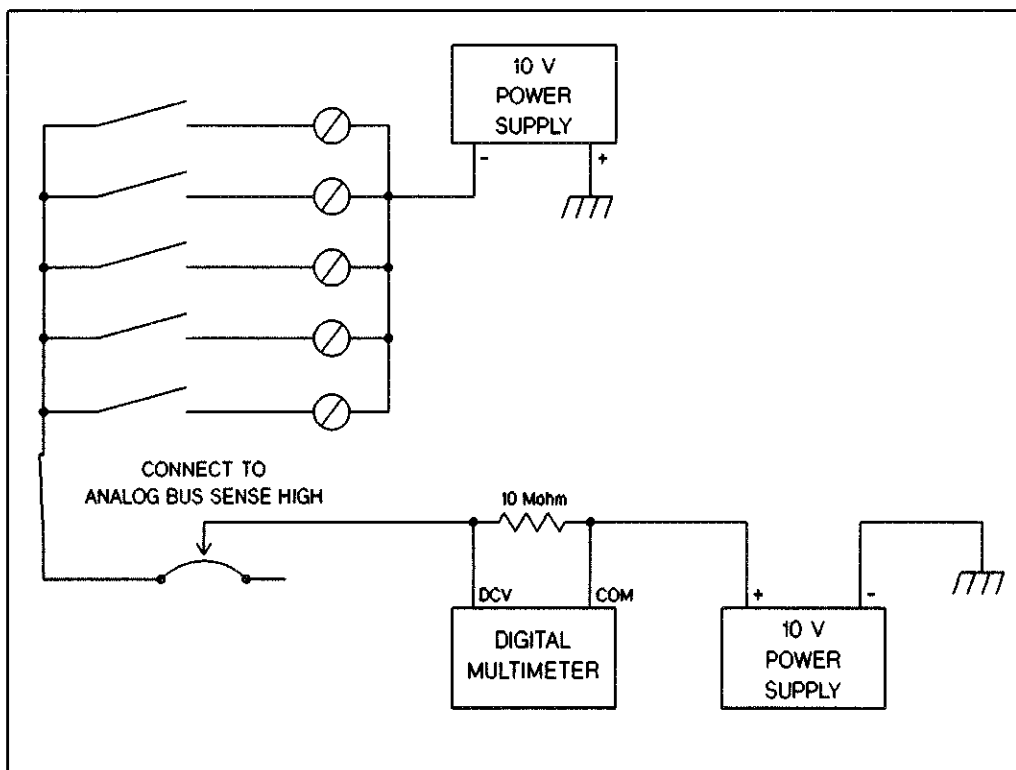 10 V
POWER
SUPPLY
-
+
CONNECT TO
ANALOG BUS SENSE HIGH
10 Mohm
DCV
COM
+
-
DIGITAL
MULTIMETER
10 V
POWER
SUPPLY